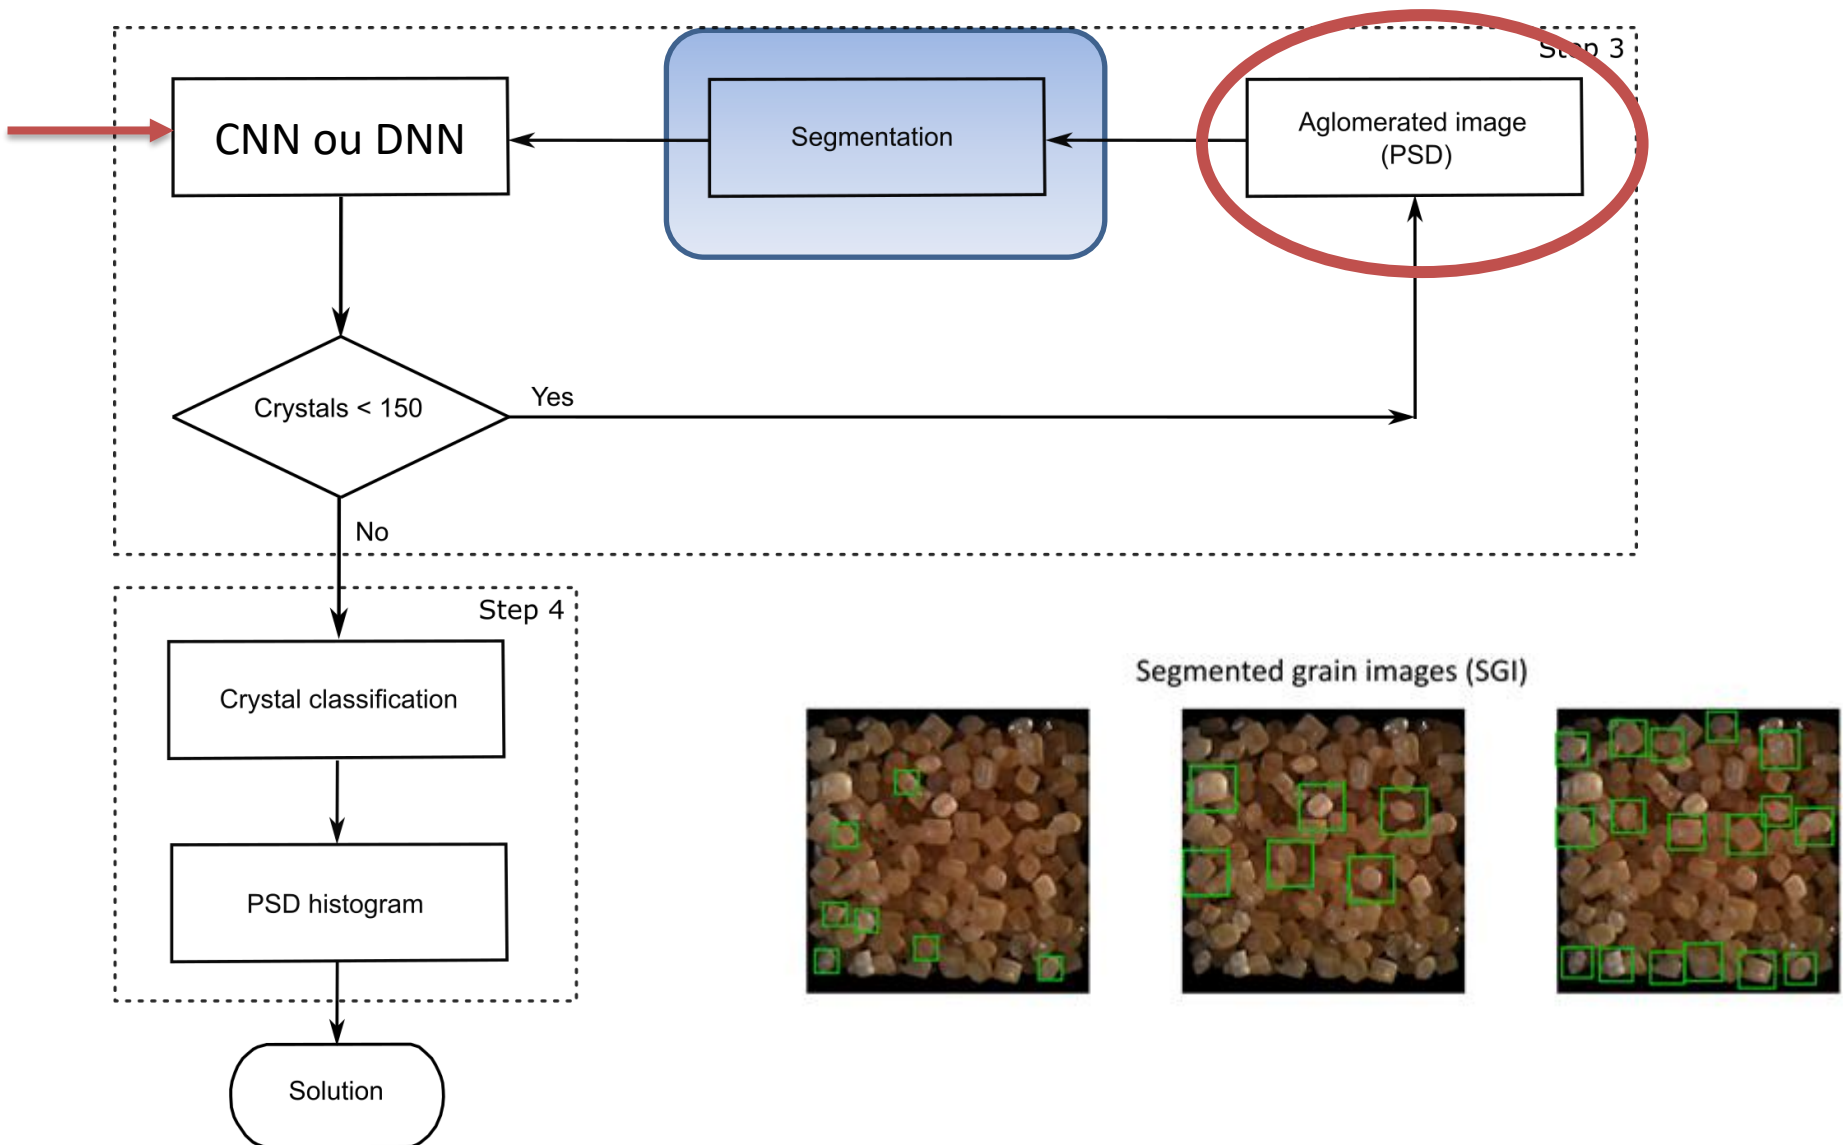 Step 3
CNN ou DNN
Segmentation
Aglomerated image
(PSD)
Crystals < 150
Yes
No
Step 4
Crystal classification
PSD histogram
Solution
Segmented grain images (SGI)